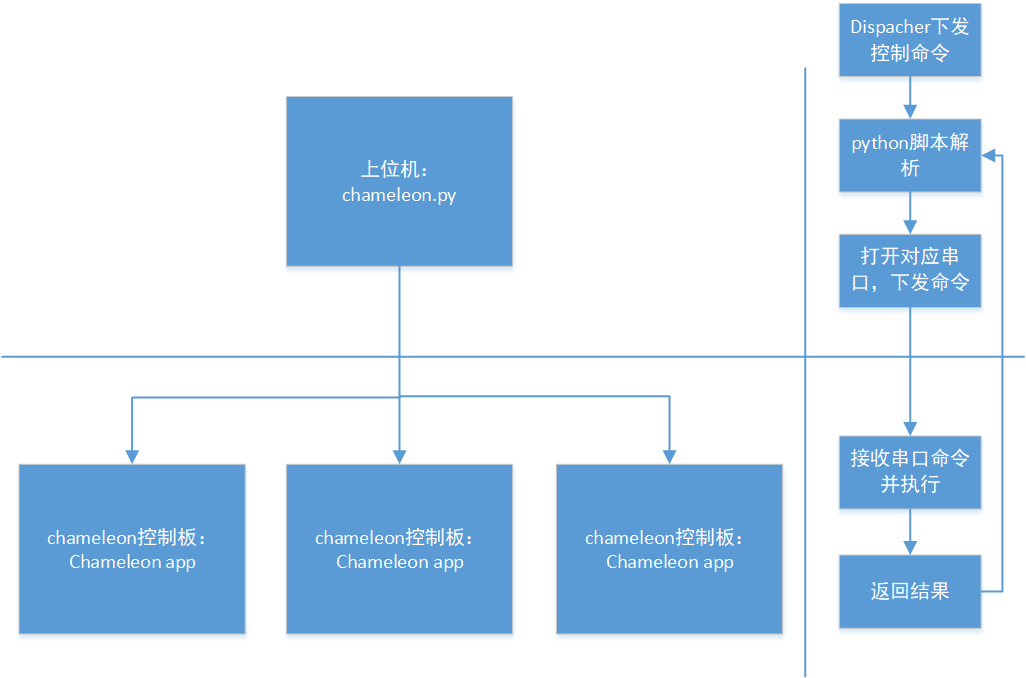 上位机：
chameleon.py
chameleon控制板：
Chameleon app
chameleon控制板：
Chameleon app
chameleon控制板：
Chameleon app
Dispacher下发
控制命令
python脚本解
析
打开对应串
口，下发命令
接收串口命令
并执行
返回结果